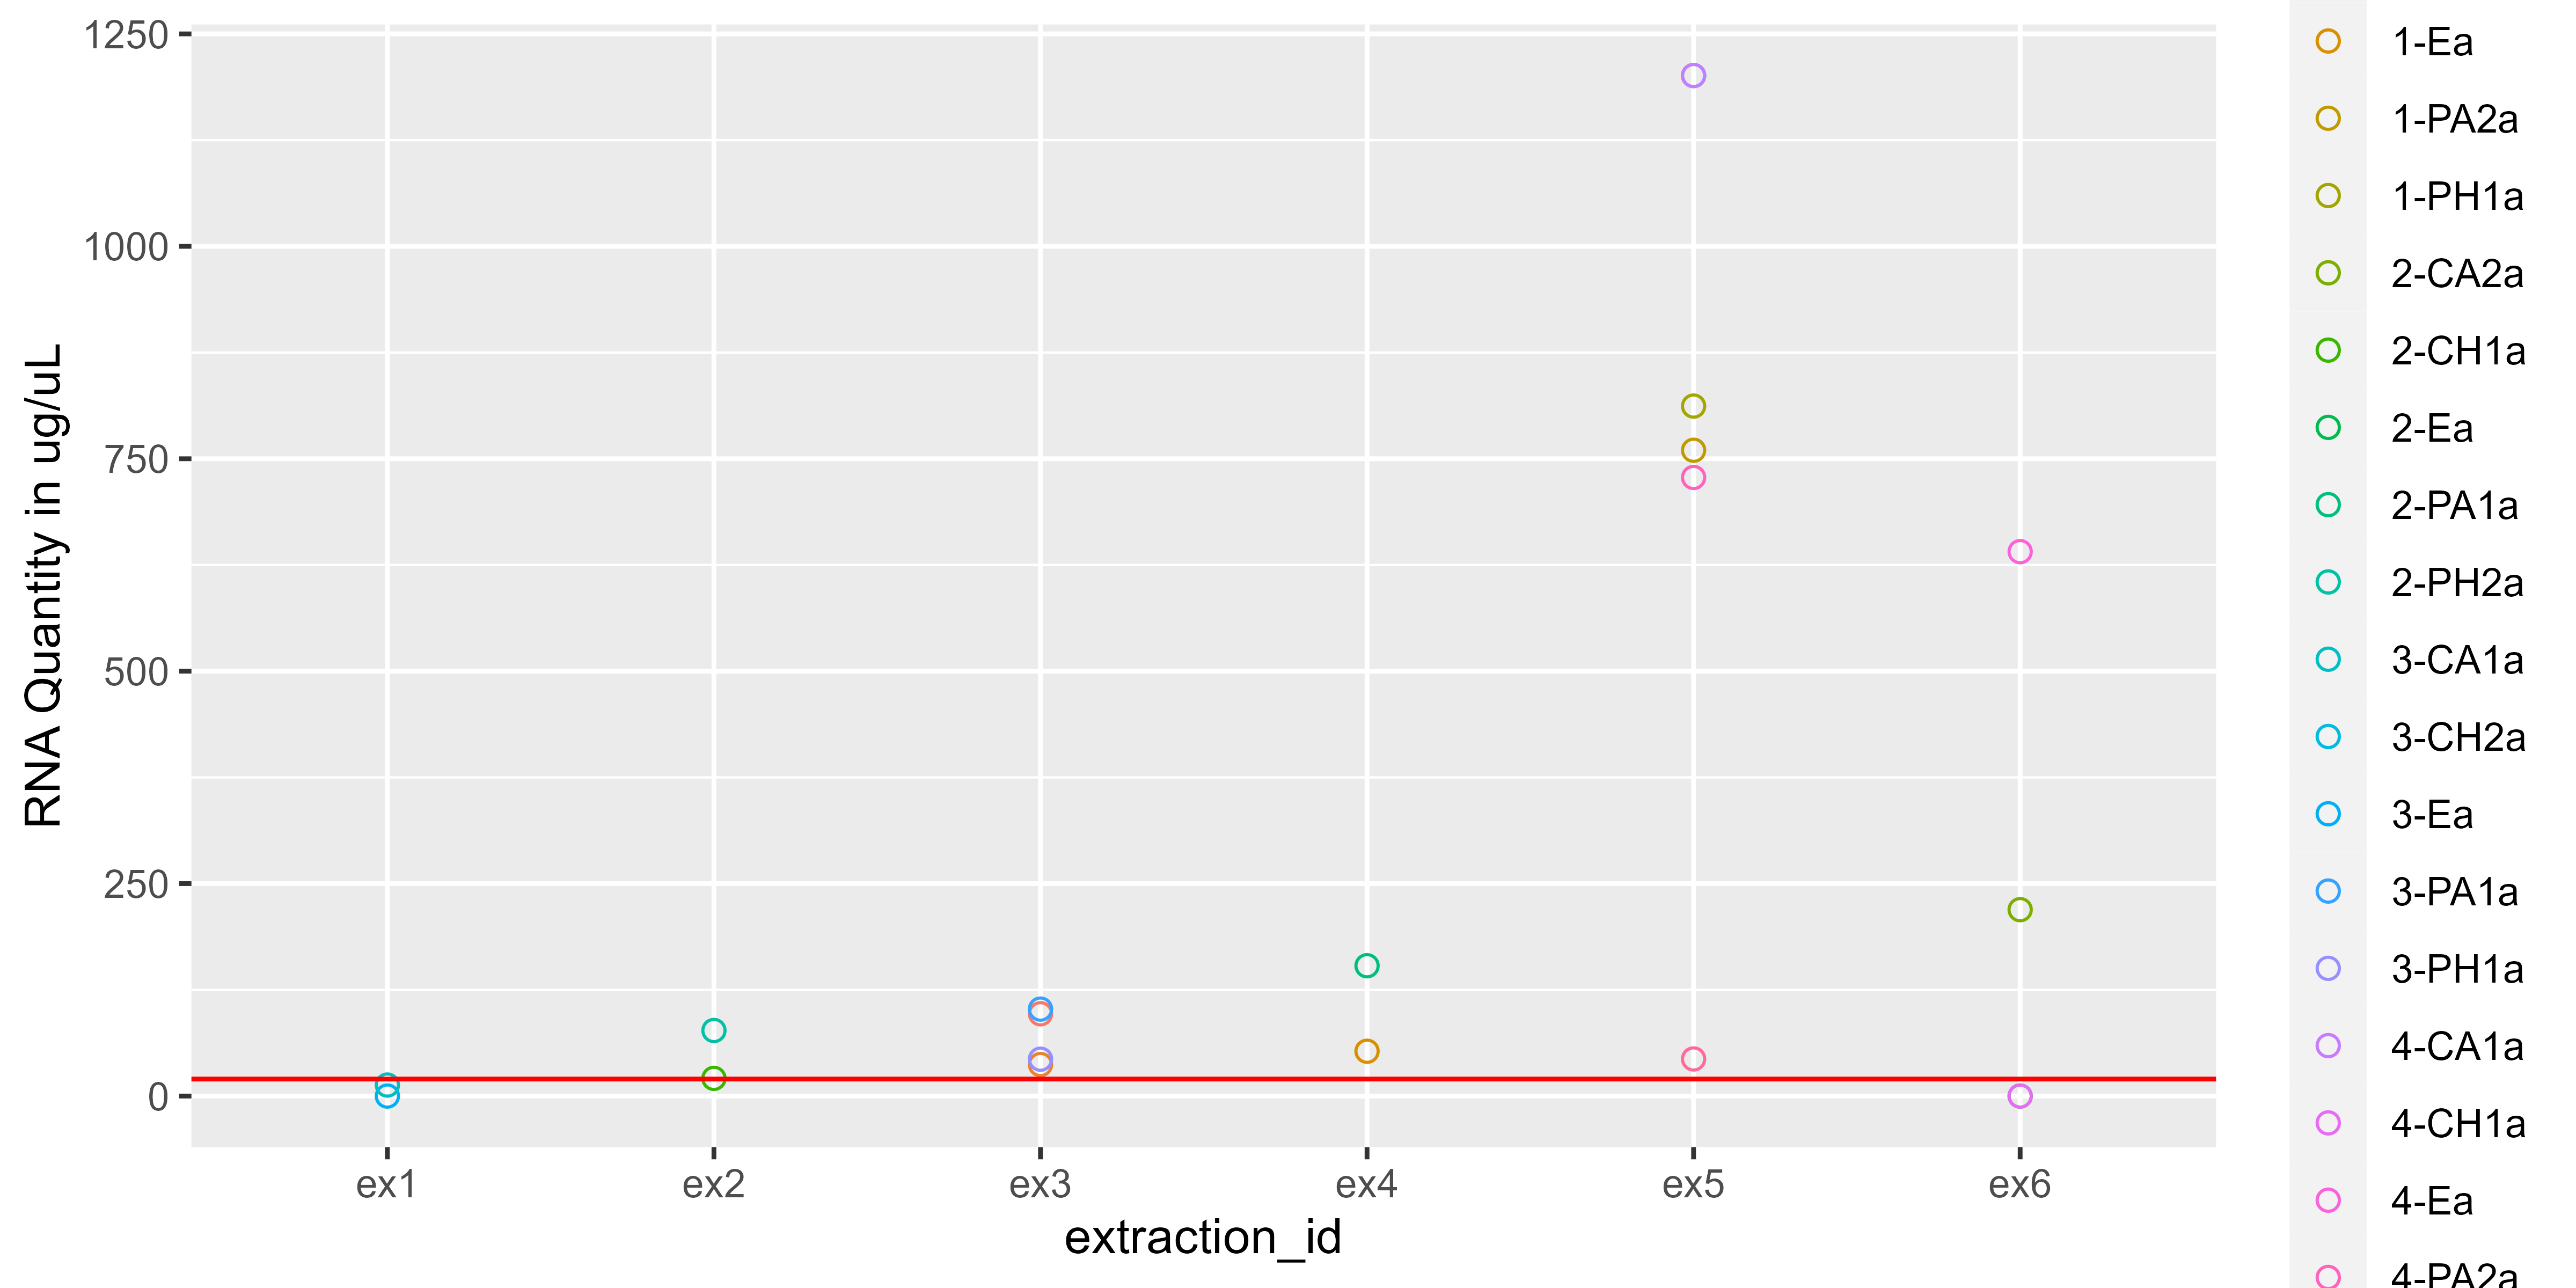 RNA Quantity in ug/uL
1250
1000
750
500
250
0
ex1 ex2 ex3 ex4 ex5 ex6
extraction_id
1-Ea
1-PA2a
1-PH1a
2-CA2a
2-CH1a
2-Ea
2-PA1a
2-PH2a
3-CA1a
3-CH2a
3-Ea
3-PA1a
3-PH1a
4-CA1a
4-CH1a
4-Ea
4-PA2a